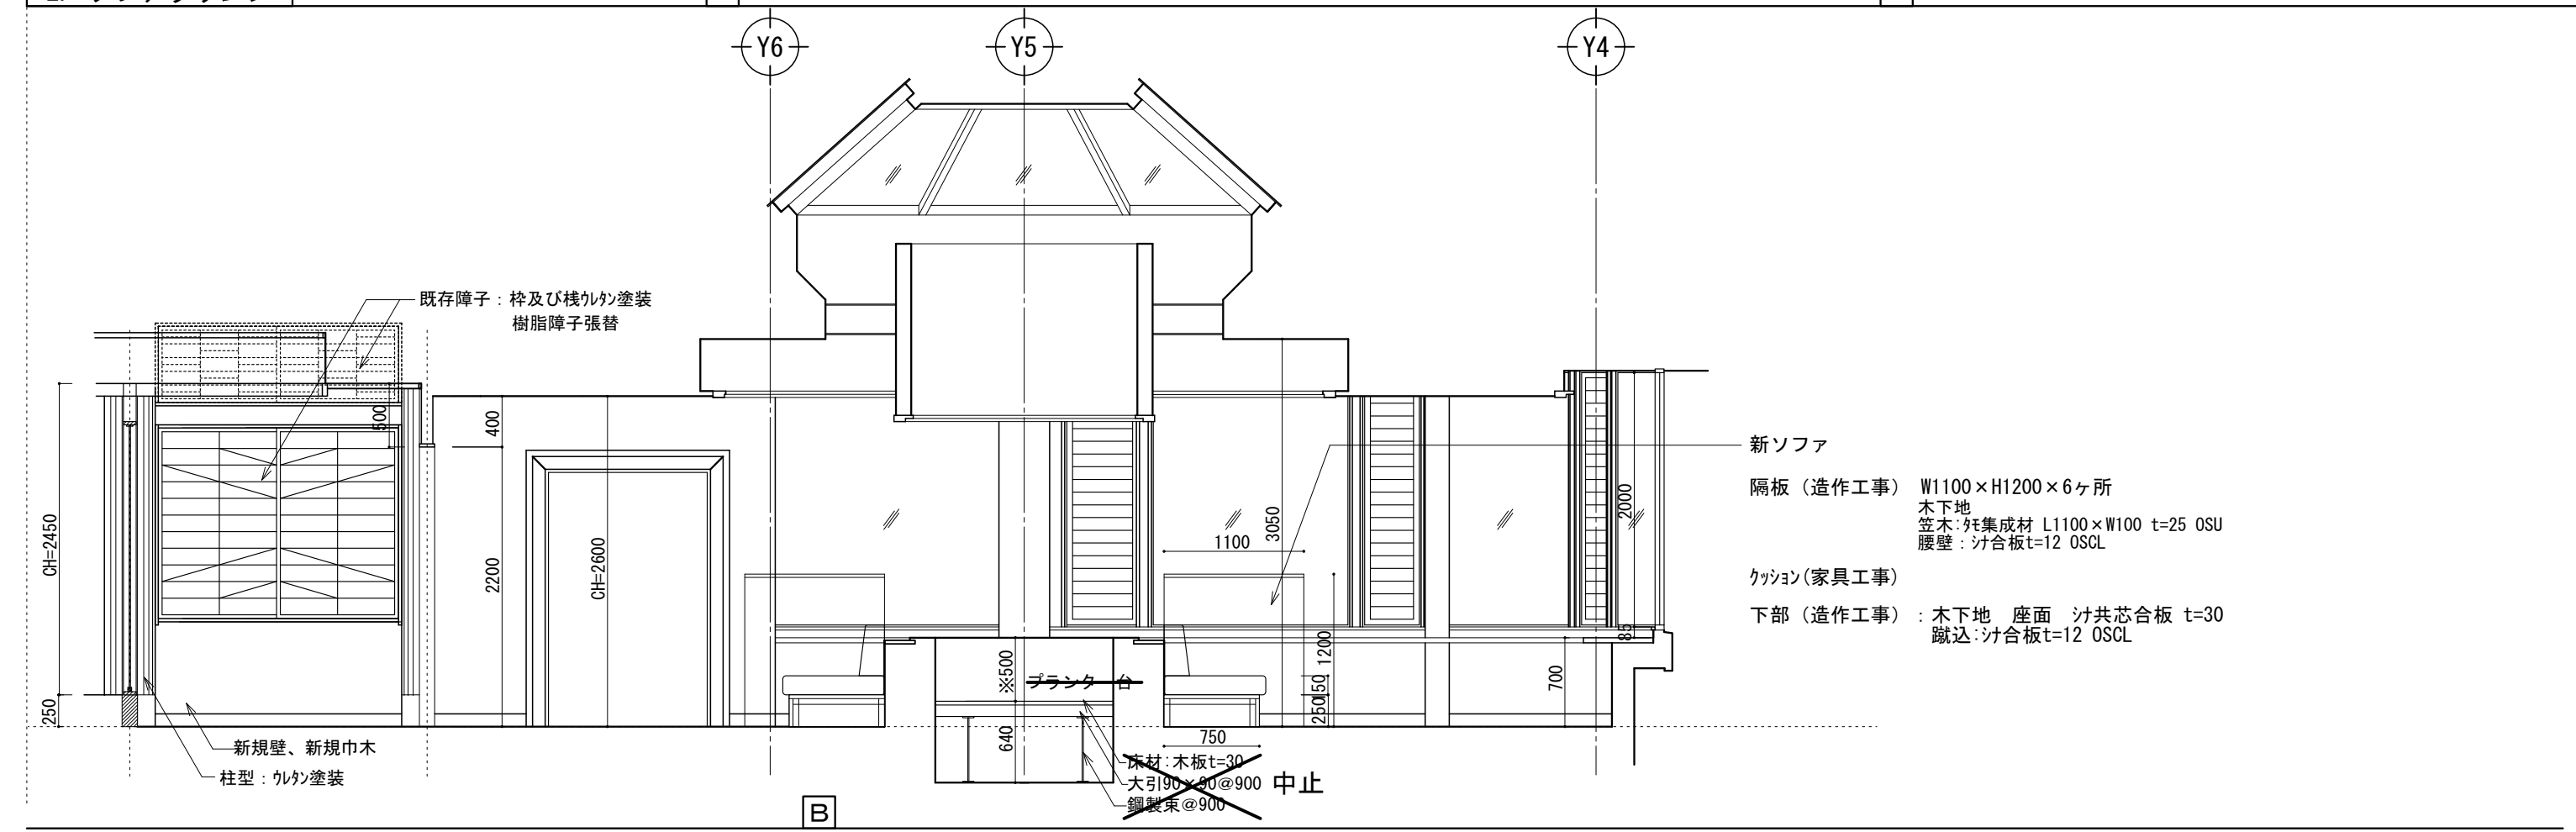 Y6
Y5
Y4
既存障子：枠及び桟ｳﾚﾀﾝ塗装
樹脂障子張替
500
400
CH=2450
2200
CH=2600
3050
1100
2000
新ソファ
隔板（造作工事） W1100×H1200×6ヶ所
木下地
笠木:ﾀﾓ集成材 L1100×W100 t=25 OSU
腰壁：ｼﾅ合板t=12 OSCL
ｸｯｼｮﾝ(家具工事)
下部（造作工事）：木下地 座面 ｼﾅ共芯合板 t=30
蹴込:ｼﾅ合板t=12 OSCL
85
1200
700
※500
プランター台
150
250
250
640
750
新規壁、新規巾木
柱型：ｳﾚﾀﾝ塗装
床材:木板t=30
大引90×90@900 中止
鋼製束@900
B